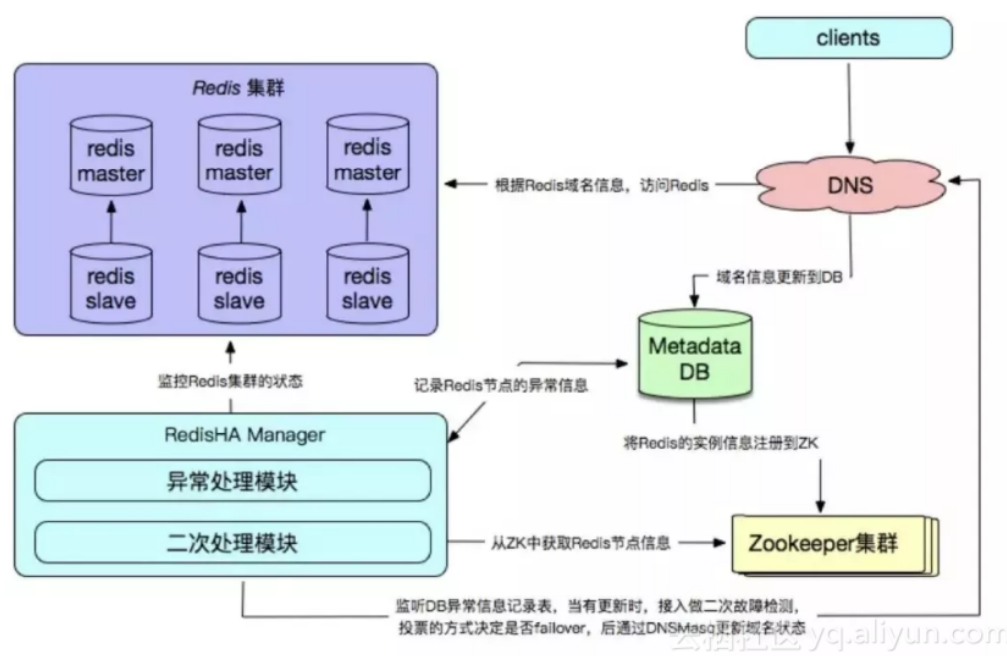 clients
Redis 集群
redis
master
redis
master
redis
master
根据Redis域名信息，访问Redis
DNS
redis
slave
redis
slave
redis
slave
域名信息更新到DB
Metadata
DB
监控Redis集群的状态
记录Redis节点的异常信息
RedisHA Manager
将Redis的实例信息注册到ZK
异常处理模块
二次处理模块
从ZK中获取Redis节点信息
Zookeeper集群
监听DB异常信息记录表，当有更新时，接入做二次故障检测，
投票的方式决定是否failover，后通过DNSMasq更新域名状态
云栖社区 yq.aliyun.com